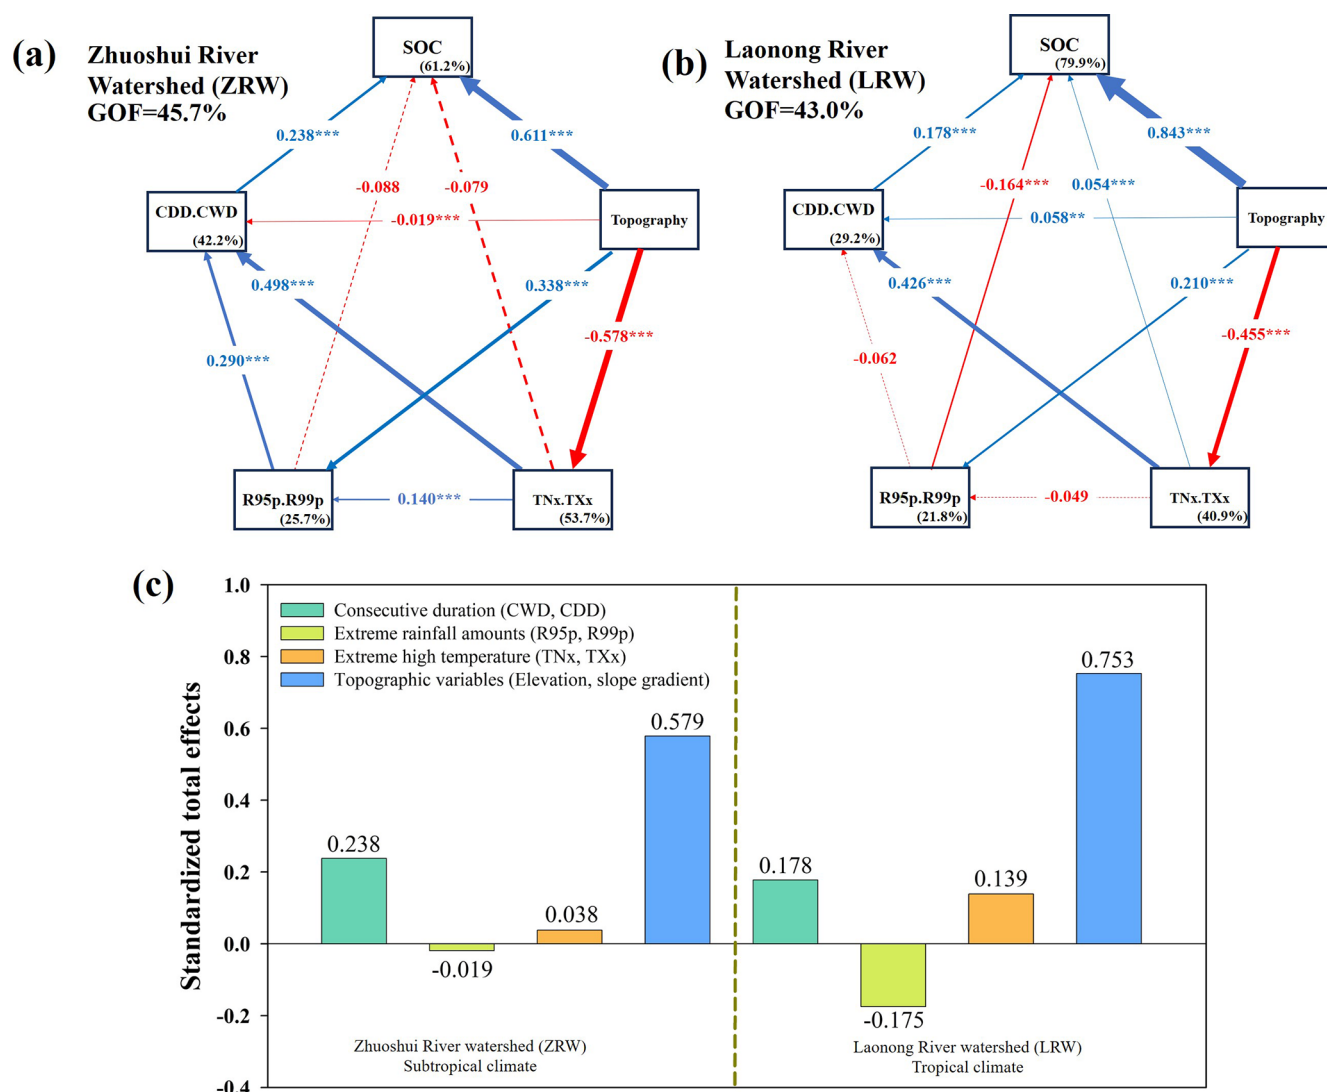 (a)
Zhuoshui River
Watershed (ZRW)
GOF=45.7%
SOC
(61.2%)
0.238***
0.611***
-0.088
-0.079
CDD.CWD
(42.2%)
-0.019***
Topography
0.498***
0.338***
-0.578***
0.290***
R95p.R99p
(25.7%)
0.140***
TNx.TXx
(53.7%)
(b)
Laonong River
Watershed (LRW)
GOF=43.0%
SOC
(79.9%)
0.178***
0.843***
-0.164***
0.054***
CDD.CWD
(29.2%)
0.058**
Topography
0.426***
0.210***
-0.455***
-0.062
R95p.R99p
(21.8%)
-0.049
TNx.TXx
(40.9%)
(c)
Standardized total effects
1.0
0.8
0.6
0.4
0.2
0.0
-0.2
-0.4
Consecutive duration (CWD, CDD)
Extreme rainfall amounts (R95p, R99p)
Extreme high temperature (TNx, TXx)
Topographic variables (Elevation, slope gradient)
0.238
-0.019
0.038
0.579
0.178
-0.175
0.139
0.753
Zhuoshui River watershed (ZRW)
Subtropical climate
Laonong River watershed (LRW)
Tropical climate